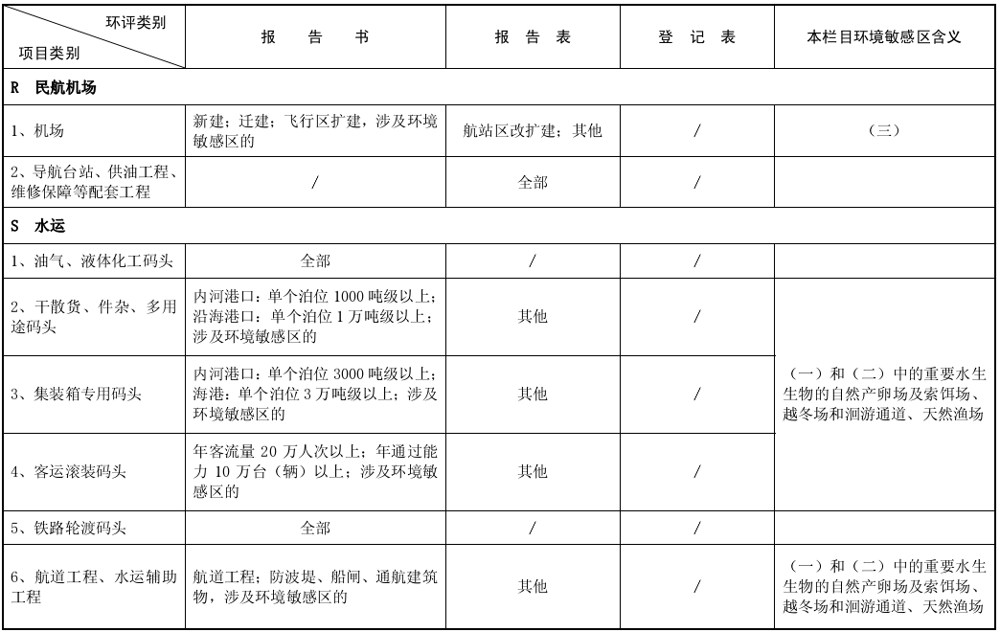 环评类别
项目类别
报 告 书
报 告 表
登 记 表
本栏目环境敏感区含义
R 民航机场
1、机场
新建；迁建；飞行区扩建，涉及环境
敏感区的
航站区改扩建；其他
/
（三）
2、导航台站、供油工程、
维修保障等配套工程
/
全部
/
S 水运
1、油气、液体化工码头
全部
/
/
2、干散货、件杂、多用
途码头
内河港口：单个泊位 1000 吨级以上；
沿海港口：单个泊位 1 万吨级以上；
涉及环境敏感区的
其他
/
（一）和（二）中的重要水生
生物的自然产卵场及索饵场、
越冬场和洄游通道、天然渔场
3、集装箱专用码头
内河港口：单个泊位 3000 吨级以上；
海港：单个泊位 3 万吨级以上；涉及
环境敏感区的
其他
/
4、客运滚装码头
年客流量 20 万人次以上；年通过能
力 10 万台（辆）以上；涉及环境敏
感区的
其他
/
5、铁路轮渡码头
全部
/
/
6、航道工程、水运辅助
工程
航道工程；防波堤、船闸、通航建筑
物，涉及环境敏感区的
其他
/
（一）和（二）中的重要水生
生物的自然产卵场及索饵场、
越冬场和洄游通道、天然渔场